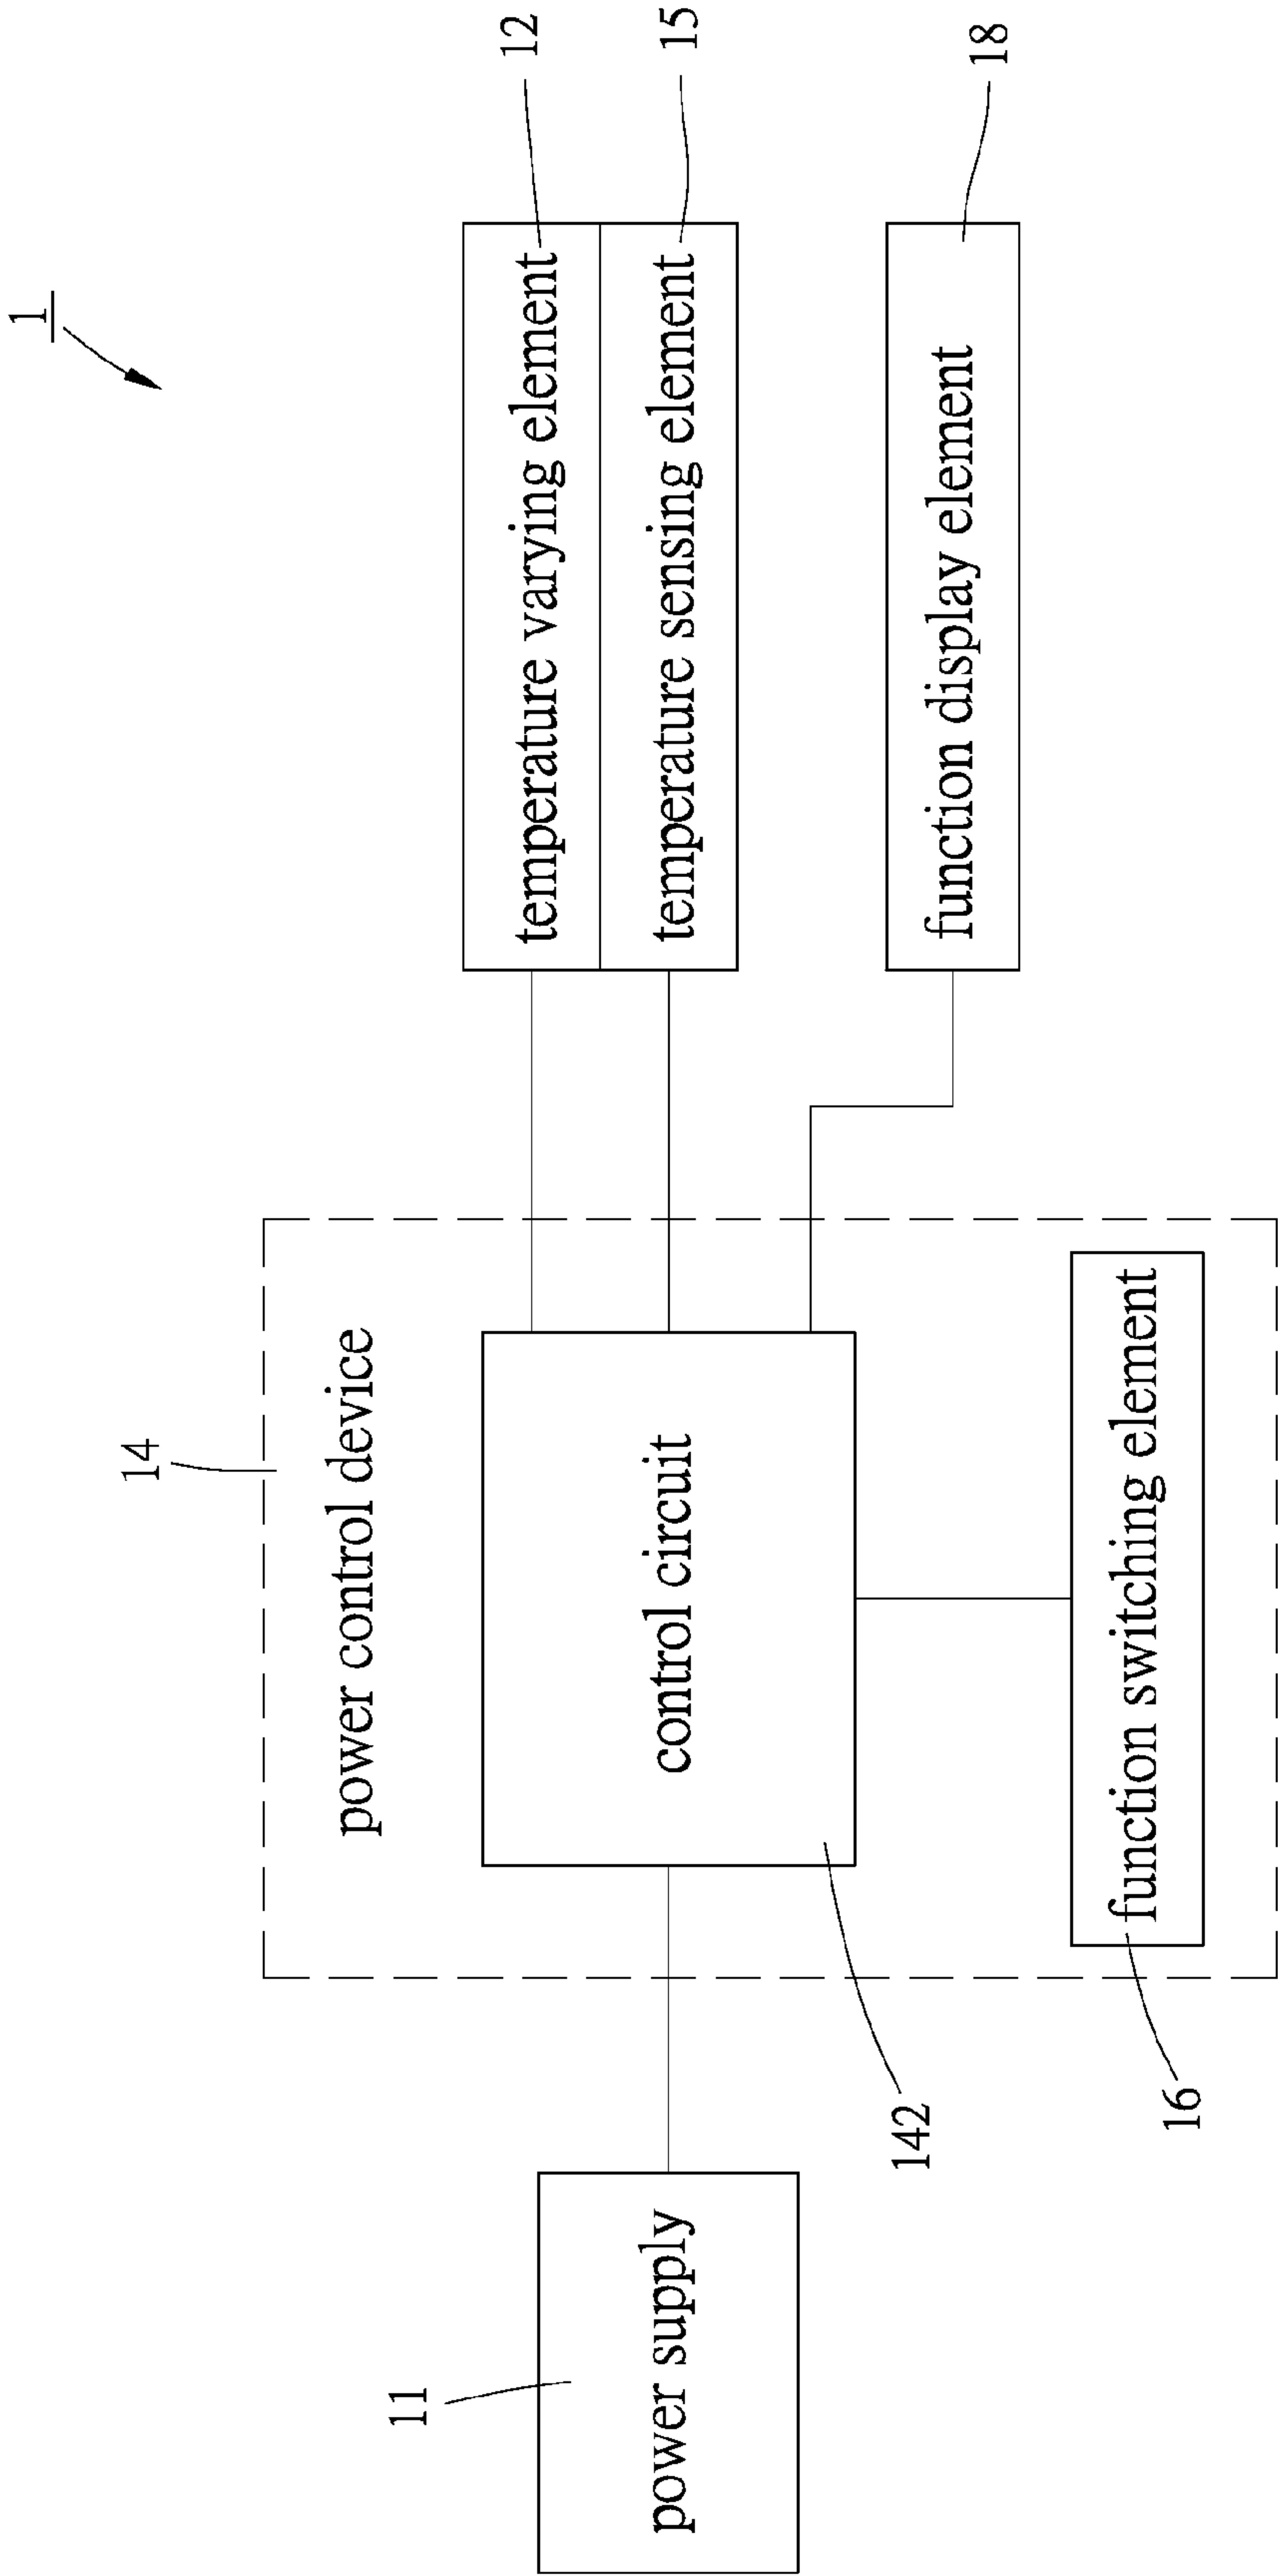 1
14
power control device
11
power supply
control circuit
142
function switching element
16
temperature varying element
12
temperature sensing element
15
function display element
18